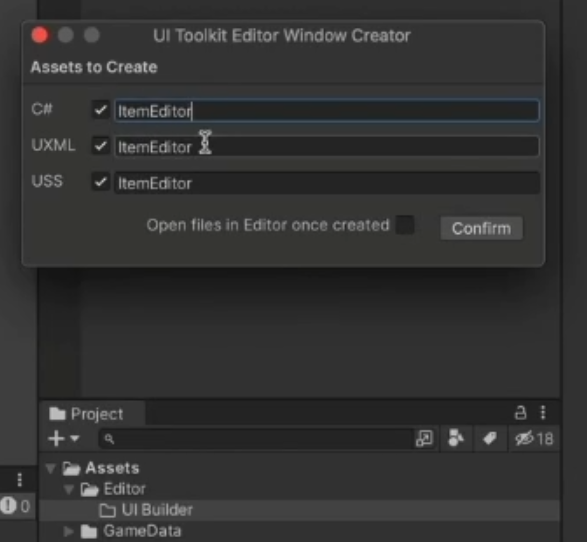 UI Toolkit Editor Window Creator
Assets to Create
C# ItemEditor
UXML ItemEditor
USS ItemEditor
Open files in Editor once created Confirm
Project
18
Assets
Editor
0 UI Builder
GameData